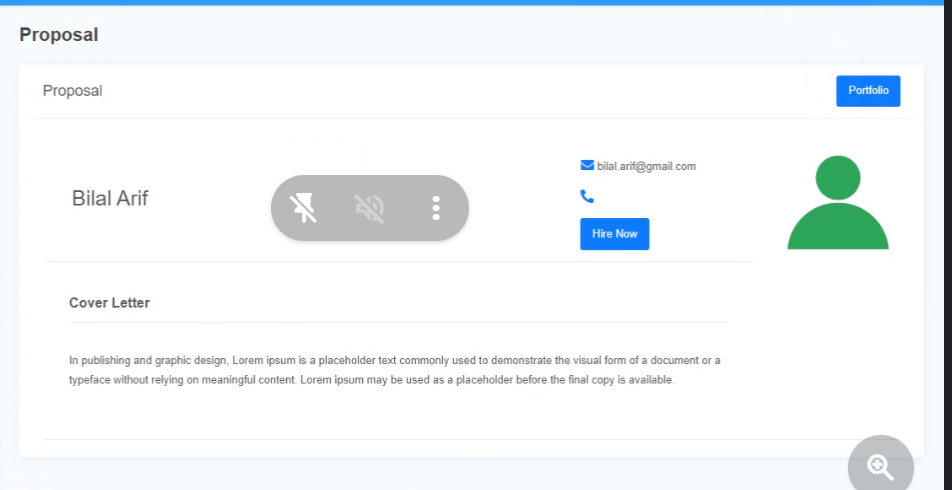 Proposal
Proposal
Portfolio
Bilal Arif
bilal.arif@gmail.com
Hire Now
Cover Letter
In publishing and graphic design, Lorem ipsum is a placeholder text commonly used to demonstrate the visual form of a document or a
typeface without relying on meaningful content. Lorem ipsum may be used as a placeholder before the final copy is available.